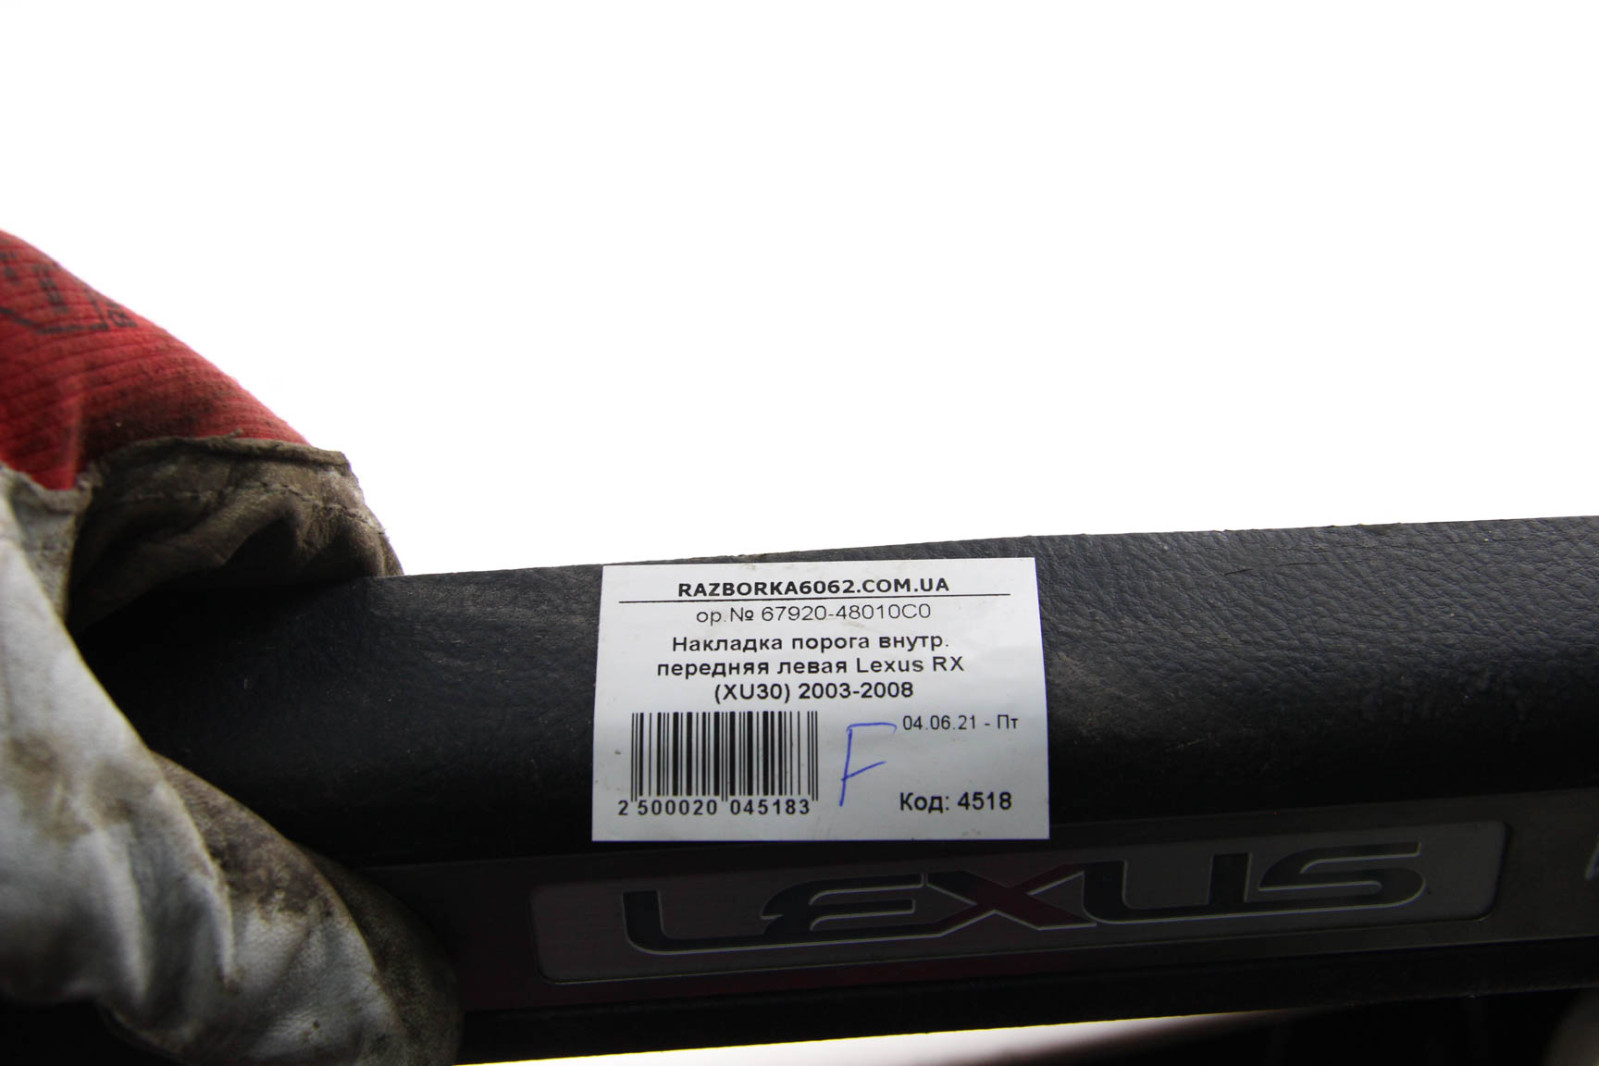 RAZBORKA6062.COM.UA
ор.№ 67920-48010C0
Накладка порога внутр.
передняя левая Lexus RX
(XU30) 2003-2008
04.06.21 - Пт
F
Код: 4518
2 500020 045183
LEXUS